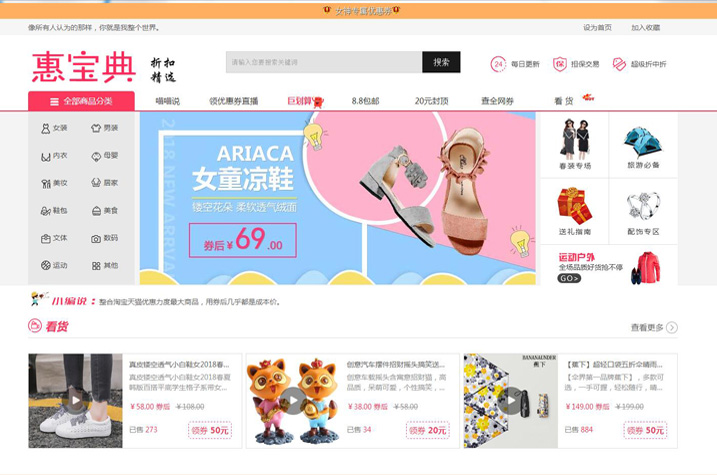 女神专属优惠券
像所有人认为的那样，你就是我整个世界。
设为首页 加入收藏
惠宝典 折扣精选
请输入您想搜索关键词 搜索
24 每日更新 担保交易 超级折中折
全部商品分类 喵喵说 领优惠券直播 巨划算 8.8包邮 20元封顶 查全网券 看货
女装 男装
内衣 母婴
美妆 居家
鞋包 美食
文体 数码
运动 其他
2018 NEW ARRIVA
ARIACA
女童凉鞋
镂空花朵 柔软透气绒面
券后¥69.00
春装专场 旅游必备
送礼指南 配饰专区
运动户外
全场品质好货抢不停
GO>
小编说：整合淘宝天猫优惠力度最大商品，用券后几乎都是成本价。
看货 查看更多
真皮镂空透气小白鞋女2018春...
真皮镂空透气小白鞋女2018春夏
韩版百搭平底学生格子系带女...
¥58.00 券后 ¥108.00
已售 273 领券 50元
创意汽车摆件招财摇头搞笑送...
创意车载摇头含寓意招财猫，高
品质，呆萌可爱，个性搞笑，...
¥38.00 券后 ¥58.00
已售 34 领券 20元
BANANAUNDER
蕉下
【蕉下】超轻口袋五折伞晴雨...
【伞界第一品牌蕉下】，多款可
选，一手可握，轻松随行，晴...
¥149.00 券后 ¥199.00
已售 884 领券 50元